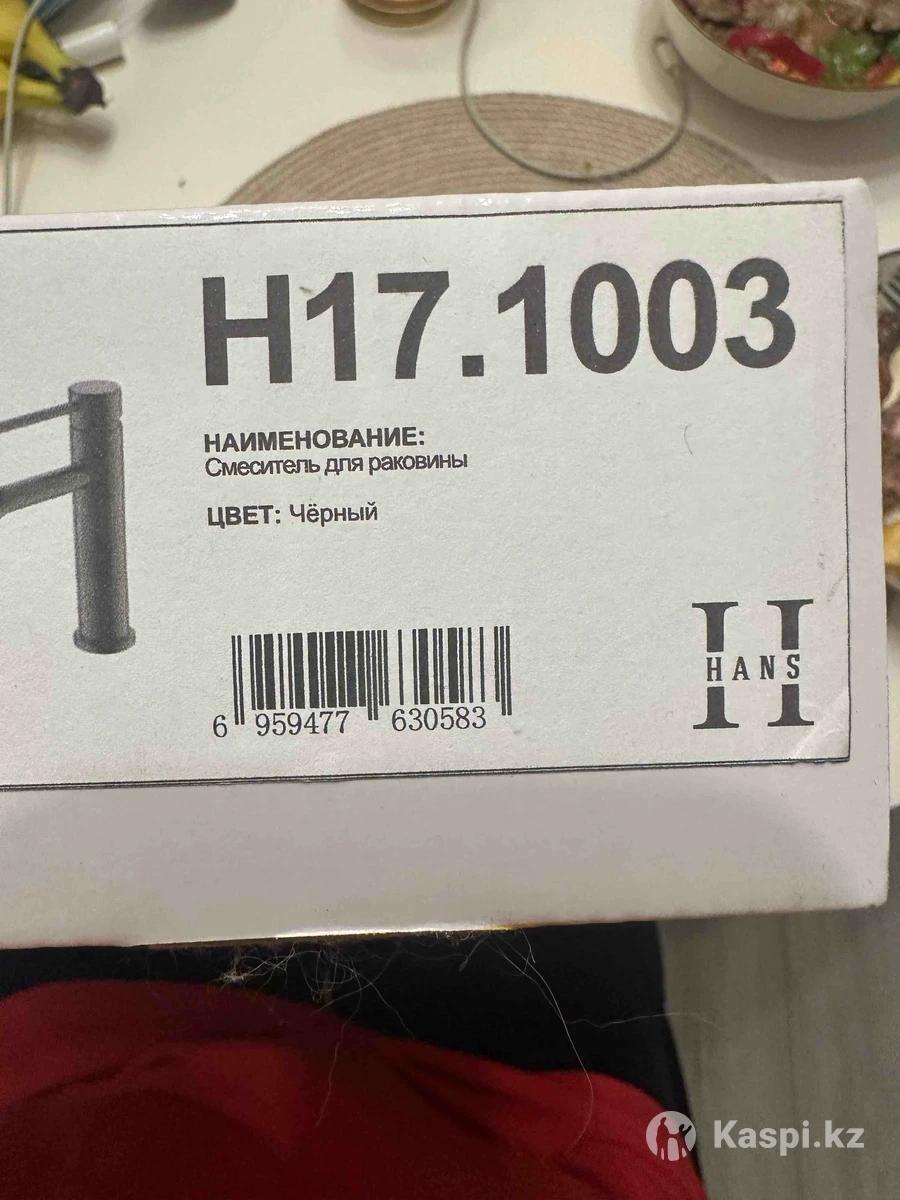 H17.1003
НАИМЕНОВАНИЕ:
Смеситель для раковины
ЦВЕТ: Чёрный
6 959477 630583
HANS
Kaspi.kz